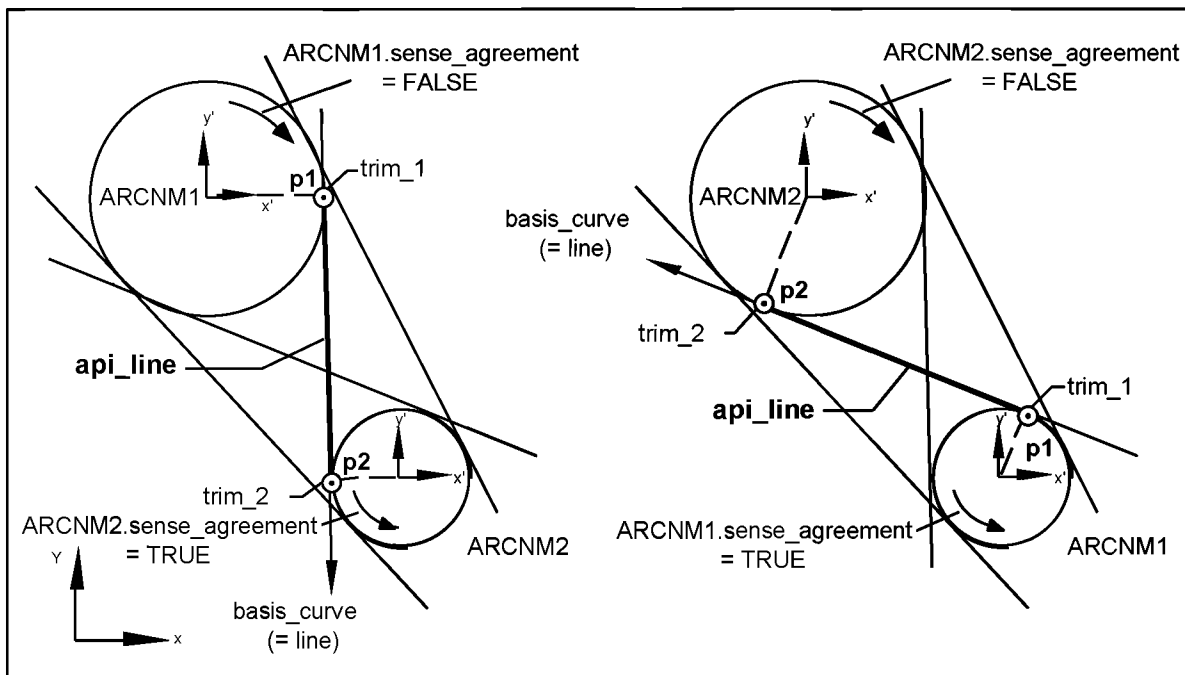 ARCNM1.sense_agreement
= FALSE
y'
ARCNM1
x'
p1
trim_1
api_line
y'
p2
x'
trim_2
ARCNM2.sense_agreement
= TRUE
ARCNM2
Y
x
basis_curve
(= line)
ARCNM2.sense_agreement
= FALSE
y'
ARCNM2
x'
basis_curve
(= line)
p2
trim_2
api_line
trim_1
y'
p1
x'
ARCNM1.sense_agreement
= TRUE
ARCNM1